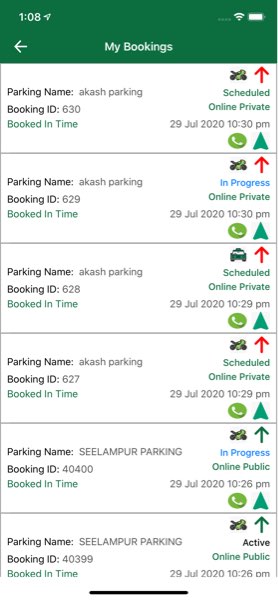 1:08
My Bookings
Parking Name: akash parking
Scheduled
Booking ID: 630
Online Private
Booked In Time
29 Jul 2020 10:30 pm
Parking Name: akash parking
In Progress
Booking ID: 629
Online Private
Booked In Time
29 Jul 2020 10:30 pm
Parking Name: akash parking
Scheduled
Booking ID: 628
Online Private
Booked In Time
29 Jul 2020 10:29 pm
Parking Name: akash parking
Scheduled
Booking ID: 627
Online Private
Booked In Time
29 Jul 2020 10:29 pm
Parking Name: SEELAMPUR PARKING
In Progress
Booking ID: 40400
Online Public
Booked In Time
29 Jul 2020 10:26 pm
Parking Name: SEELAMPUR PARKING
Active
Booking ID: 40399
Online Public
Booked In Time
29 Jul 2020 10:26 pm